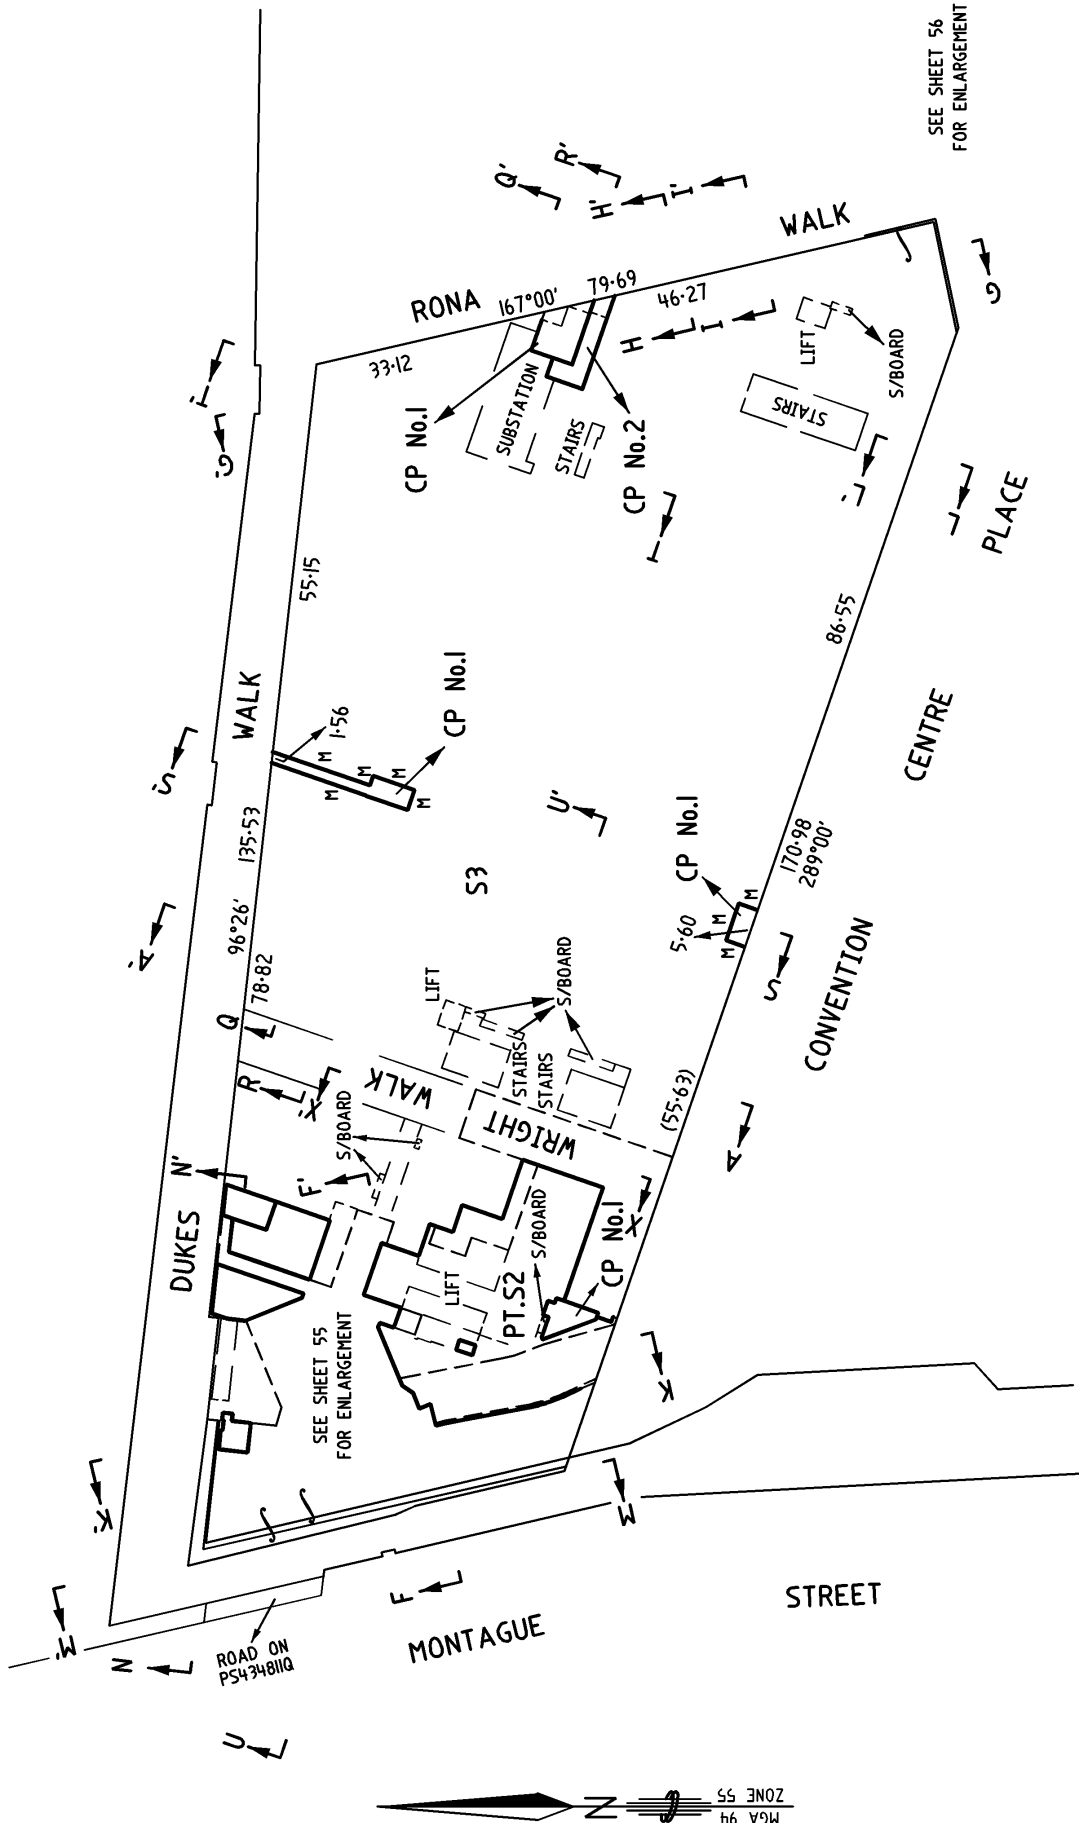 SEE SHEET 56
FOR ENLARGEMENT
Q'
R'
H'
I'
WALK
RONA
167°00'
79·69
46·27
G
33·12
H
I
LIFT
S/BOARD
STAIRS
SUBSTATION
STAIRS
CP No.1
CP No.2
I'
G'
L'
L
I
PLACE
55·15
86·55
WALK
1·56
M
M
M
M
M
CP No.1
CENTRE
S'
135·53
U'
CP No.1
170·98
289°00'
S3
5·60
M
M
M
96°26'
78·82
A'
LIFT
S/BOARD
S
CONVENTION
Q
R
X'
WALK
STAIRS
STAIRS
(55·63)
S/BOARD
WRIGHT
A
N'
F'
DUKES
S/BOARD
X
CP No.1
LIFT
PT.S2
SEE SHEET 55
FOR ENLARGEMENT
K
K'
M
M'
F
N
ROAD ON
PS434811Q
MONTAGUE
STREET
U
N
MGA 94
ZONE 55